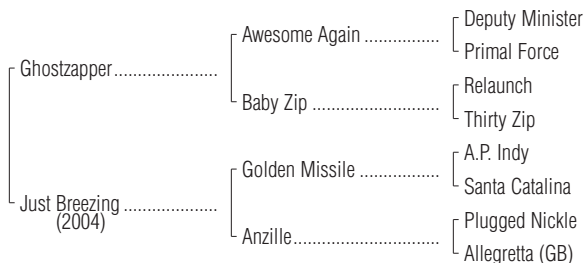 Deputy Minister
Awesome Again ..................
Primal Force
Ghostzapper........................
Relaunch
Baby Zip ..............................
Thirty Zip
A.P. Indy
Golden Missile ...................
Santa Catalina
Just Breezing ......................
(2004)
Plugged Nickle
Anzille...................................
Allegretta (GB)